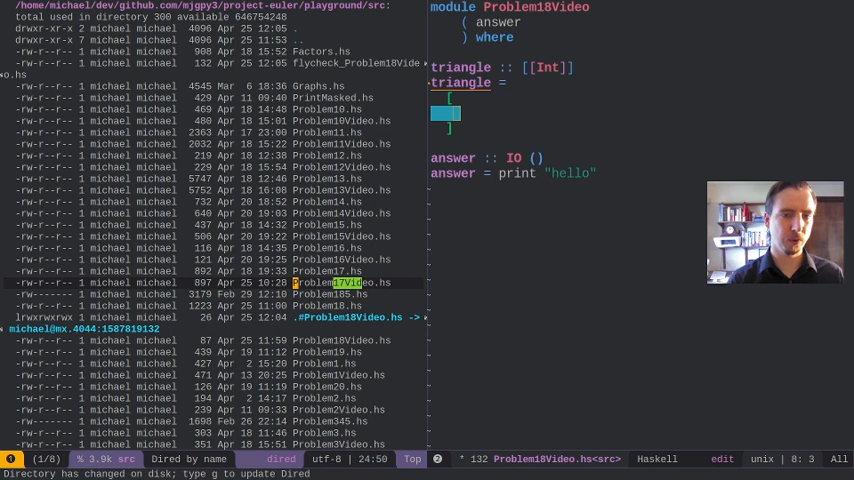 /home/michael/dev/github.com/mjgpy3/project-euler/playground/src:
total used in directory 300 available 646754248
drwxr-xr-x 2 michael michael 4096 Apr 25 12:05 .
drwxr-xr-x 7 michael michael 4096 Apr 25 11:53 ..
-rw-r--r-- 1 michael michael 908 Apr 18 15:52 Factors.hs
-rw-r--r-- 1 michael michael 132 Apr 25 12:05 flycheck_Problem18Vide
o.hs
-rw-r--r-- 1 michael michael 4545 Mar 6 18:36 Graphs.hs
-rw-r--r-- 1 michael michael 429 Apr 11 09:40 PrintMasked.hs
-rw-r--r-- 1 michael michael 469 Apr 18 14:48 Problem10.hs
-rw-r--r-- 1 michael michael 480 Apr 18 15:01 Problem10Video.hs
-rw-r--r-- 1 michael michael 2363 Apr 17 23:00 Problem11.hs
-rw-r--r-- 1 michael michael 2032 Apr 18 15:22 Problem11Video.hs
-rw-r--r-- 1 michael michael 219 Apr 18 12:38 Problem12.hs
-rw-r--r-- 1 michael michael 229 Apr 18 15:54 Problem12Video.hs
-rw-r--r-- 1 michael michael 5747 Apr 18 12:46 Problem13.hs
-rw-r--r-- 1 michael michael 5752 Apr 18 16:08 Problem13Video.hs
-rw-r--r-- 1 michael michael 732 Apr 20 18:52 Problem14.hs
-rw-r--r-- 1 michael michael 640 Apr 20 19:03 Problem14Video.hs
-rw-r--r-- 1 michael michael 437 Apr 18 14:32 Problem15.hs
-rw-r--r-- 1 michael michael 506 Apr 20 19:22 Problem15Video.hs
-rw-r--r-- 1 michael michael 116 Apr 18 14:35 Problem16.hs
-rw-r--r-- 1 michael michael 121 Apr 20 19:25 Problem16Video.hs
-rw-r--r-- 1 michael michael 892 Apr 18 19:33 Problem17.hs
-rw-r--r-- 1 michael michael 897 Apr 25 10:28 Problem17Video.hs
-rw------- 1 michael michael 3179 Feb 29 12:10 Problem185.hs
-rw-r--r-- 1 michael michael 1223 Apr 25 11:00 Problem18.hs
lrwxrwxrwx 1 michael michael 26 Apr 25 12:04 .#Problem18Video.hs ->
michael@mx.4044:1587819132
-rw-r--r-- 1 michael michael 87 Apr 25 11:59 Problem18Video.hs
-rw-r--r-- 1 michael michael 439 Apr 19 11:12 Problem19.hs
-rw-r--r-- 1 michael michael 427 Apr 2 15:20 Problem1.hs
-rw-r--r-- 1 michael michael 471 Apr 13 20:25 Problem1Video.hs
-rw-r--r-- 1 michael michael 126 Apr 19 11:19 Problem20.hs
-rw-r--r-- 1 michael michael 194 Apr 2 14:17 Problem2.hs
-rw-r--r-- 1 michael michael 239 Apr 11 09:33 Problem2Video.hs
-rw-r--r-- 1 michael michael 1698 Feb 26 22:14 Problem345.hs
-rw-r--r-- 1 michael michael 303 Apr 18 11:46 Problem3.hs
-rw-r--r-- 1 michael michael 351 Apr 18 15:51 Problem3Video.hs
1 (1/8) % 3.9k src Dired by name dired utf-8 | 24:50 Top
Directory has changed on disk; type g to update Dired
module Problem18Video
( answer
) where
triangle :: [[Int]]
triangle =
[
]
answer :: IO ()
answer = print "hello"
2 * 132 Problem18Video.hs<src> Haskell edit unix | 8: 3 All